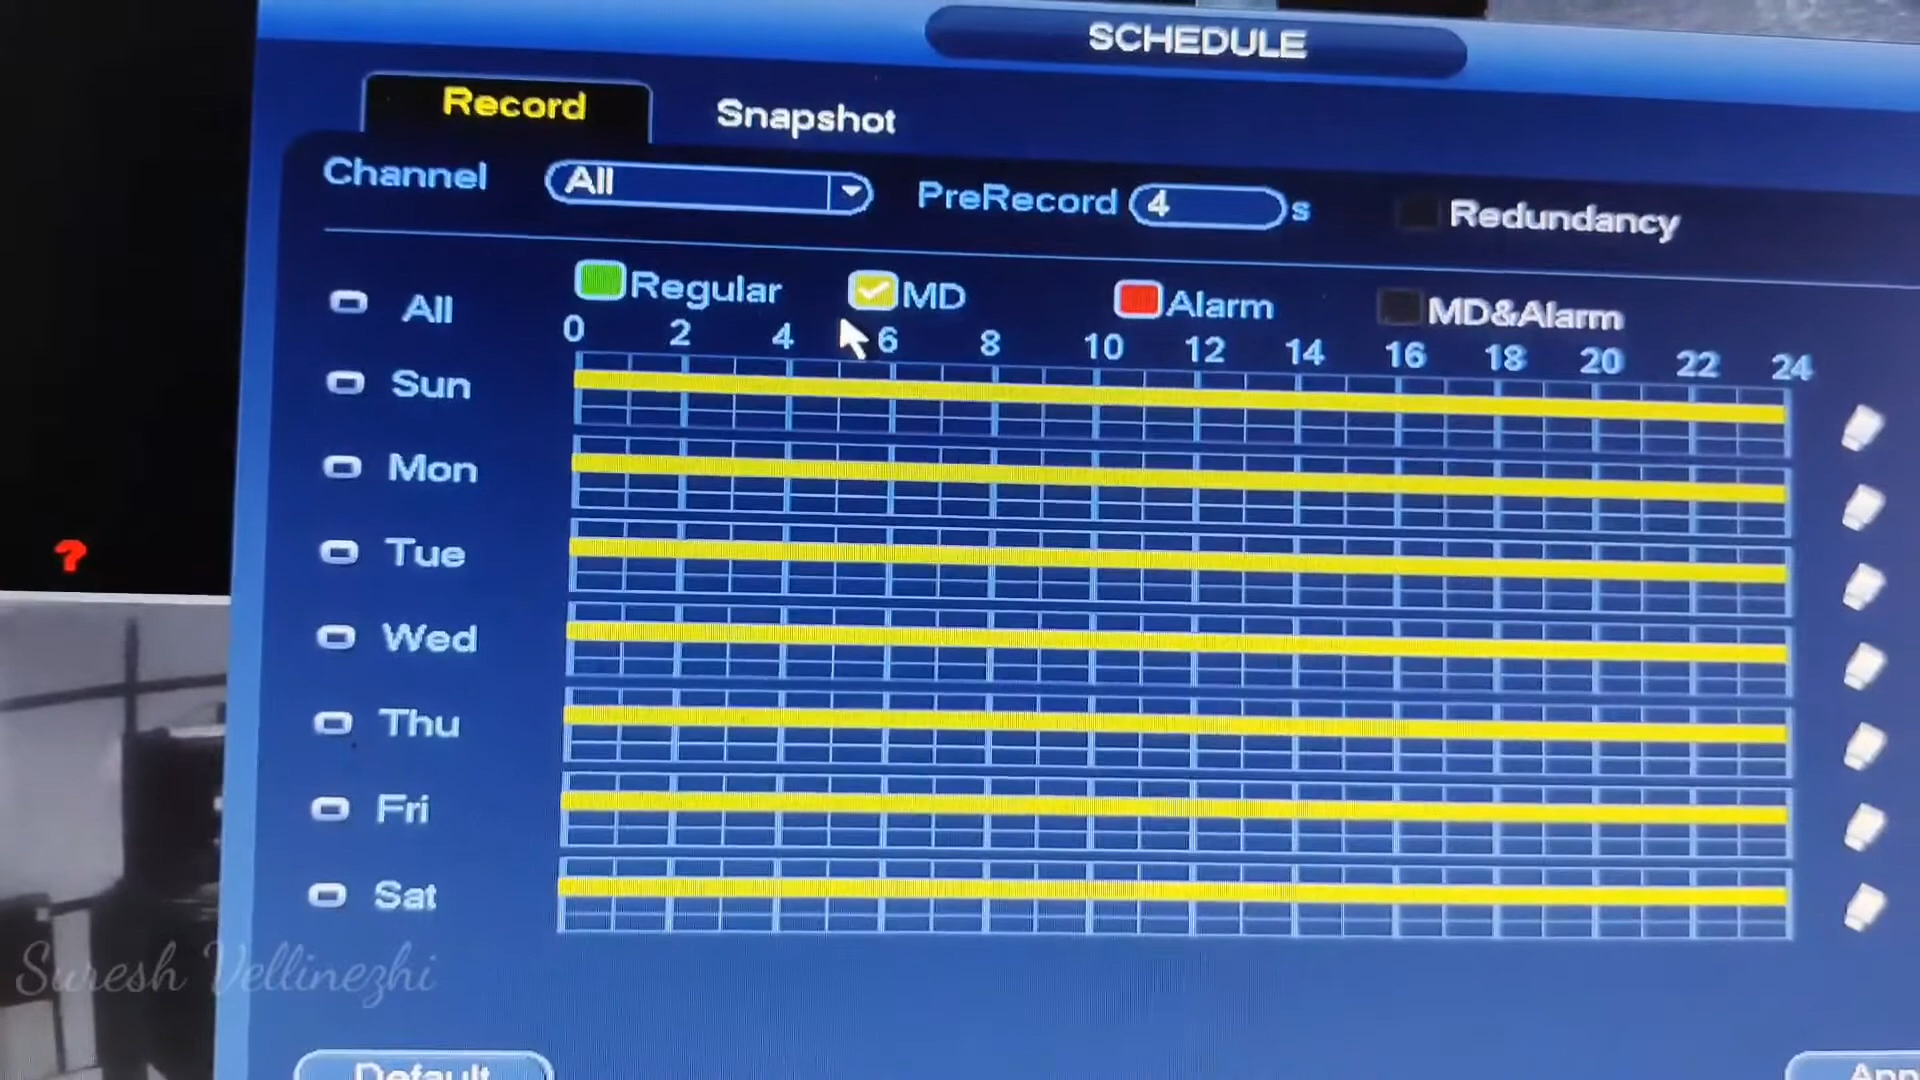 SCHEDULE
Record Snapshot
Channel All PreRecord 4 s Redundancy
All Regular MD Alarm MD&Alarm
0 2 4 6 8 10 12 14 16 18 20 22 24
Sun
Mon
Tue
?
Wed
Thu
Fri
Sat
Suresh Vellinezhi
Default